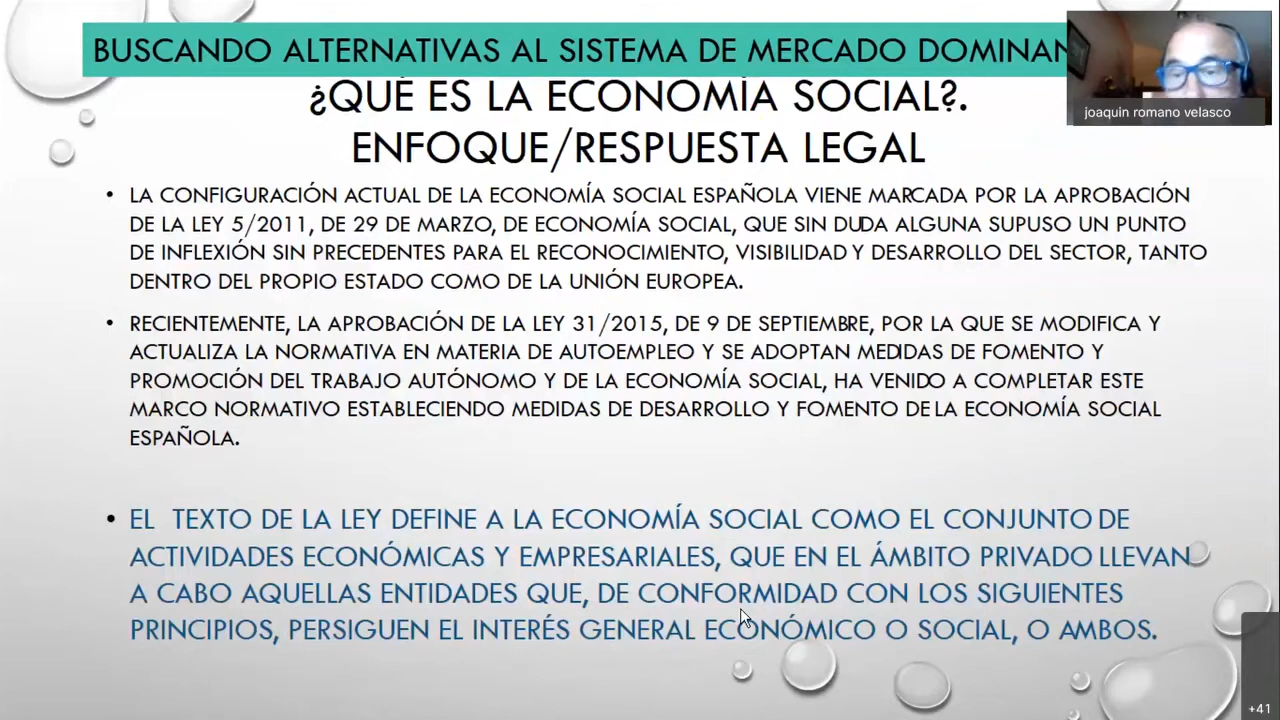 BUSCANDO ALTERNATIVAS AL SISTEMA DE MERCADO
¿QUÉ ES LA ECONOMÍA SOCIAL?.
ENFOQUE/RESPUESTA LEGAL
joaquin romano velasco
• LA CONFIGURACIÓN ACTUAL DE LA ECONOMÍA SOCIAL ESPAÑOLA VIENE MARCADA POR LA APROBACIÓN
DE LA LEY 5/2011, DE 29 DE MARZO, DE ECONOMÍA SOCIAL, QUE SIN DUDA ALGUNA SUPUSO UN PUNTO
DE INFLEXIÓN SIN PRECEDENTES PARA EL RECONOCIMIENTO, VISIBILIDAD Y DESARROLLO DEL SECTOR, TANTO
DENTRO DEL PROPIO ESTADO COMO DE LA UNIÓN EUROPEA.
• RECIENTEMENTE, LA APROBACIÓN DE LA LEY 31/2015, DE 9 DE SEPTIEMBRE, POR LA QUE SE MODIFICA Y
ACTUALIZA LA NORMATIVA EN MATERIA DE AUTOEMPLEO Y SE ADOPTAN MEDIDAS DE FOMENTO Y
PROMOCIÓN DEL TRABAJO AUTÓNOMO Y DE LA ECONOMÍA SOCIAL, HA VENIDO A COMPLETAR ESTE
MARCO NORMATIVO ESTABLECIENDO MEDIDAS DE DESARROLLO Y FOMENTO DE LA ECONOMÍA SOCIAL
ESPAÑOLA.
• EL TEXTO DE LA LEY DEFINE A LA ECONOMÍA SOCIAL COMO EL CONJUNTO DE
ACTIVIDADES ECONÓMICAS Y EMPRESARIALES, QUE EN EL ÁMBITO PRIVADO LLEVAN
A CABO AQUELLAS ENTIDADES QUE, DE CONFORMIDAD CON LOS SIGUIENTES
PRINCIPIOS, PERSIGUEN EL INTERÉS GENERAL ECONÓMICO O SOCIAL, O AMBOS.
+41